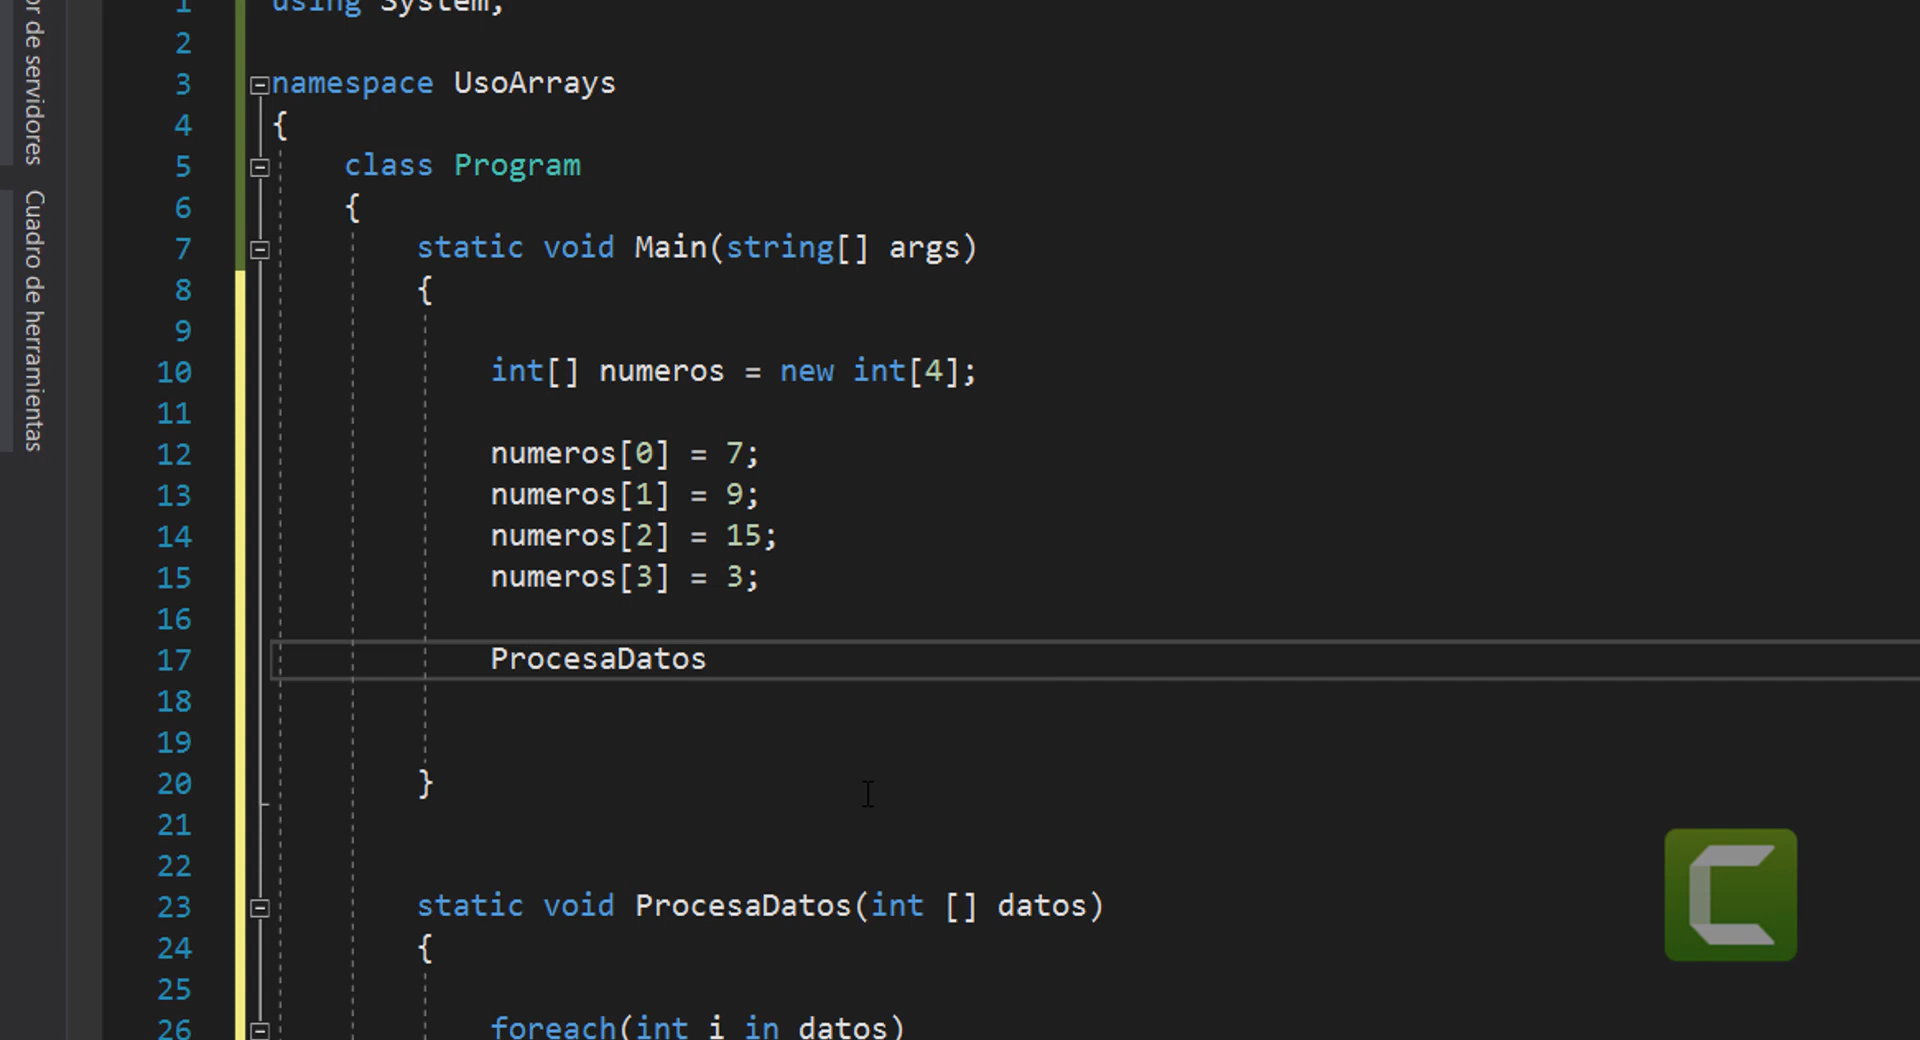 or de servidores
Cuadro de herramientas
1 using System;
2
3 namespace UsoArrays
4 {
5 class Program
6 {
7 static void Main(string[] args)
8 {
9
10 int[] numeros = new int[4];
11
12 numeros[0] = 7;
13 numeros[1] = 9;
14 numeros[2] = 15;
15 numeros[3] = 3;
16
17 ProcesaDatos
18
19
20 }
21
22
23 static void ProcesaDatos(int [] datos)
24 {
25
26 foreach(int i in datos)